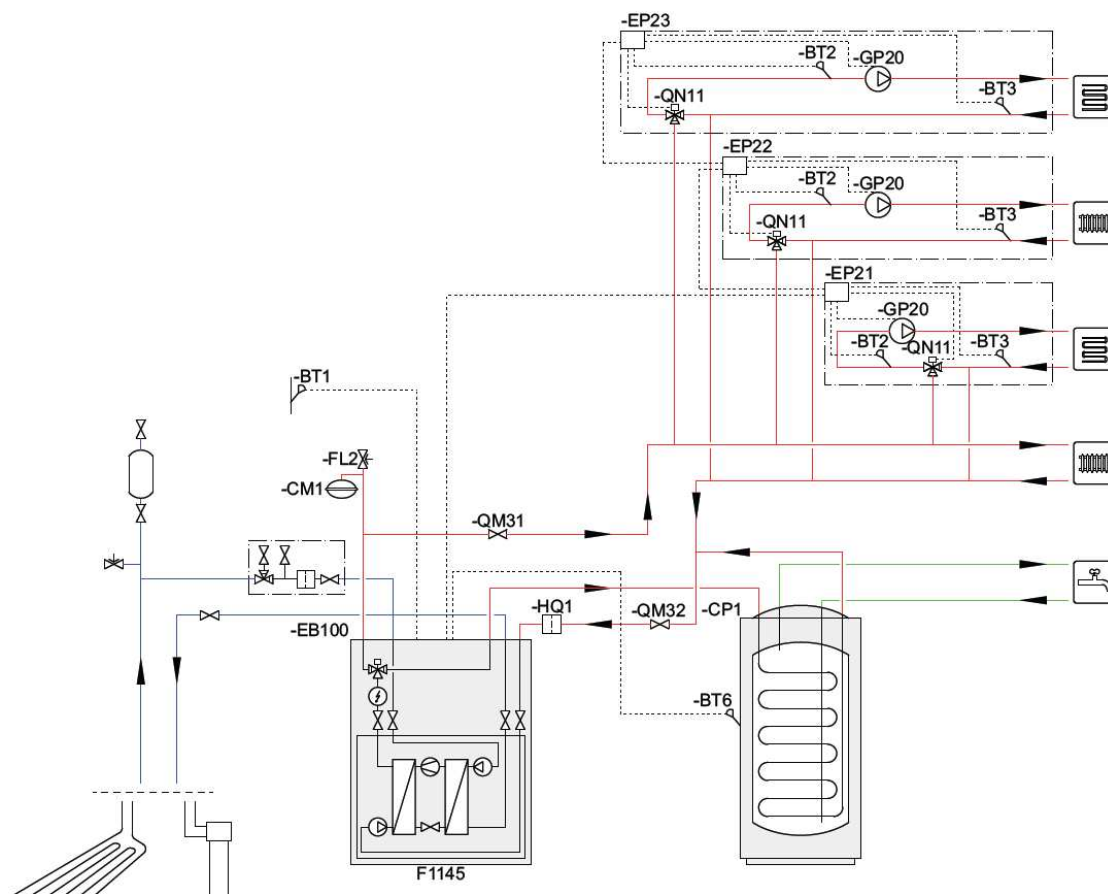 -EP23
-BT2
-GP20
-QN11
-BT3
-EP22
-BT2
-GP20
-QN11
-BT3
-EP21
-GP20
-BT2
-QN11
-BT3
-BT1
-FL2
-CM1
-QM31
-HQ1
-QM32
-CP1
-EB100
-BT6
F1145